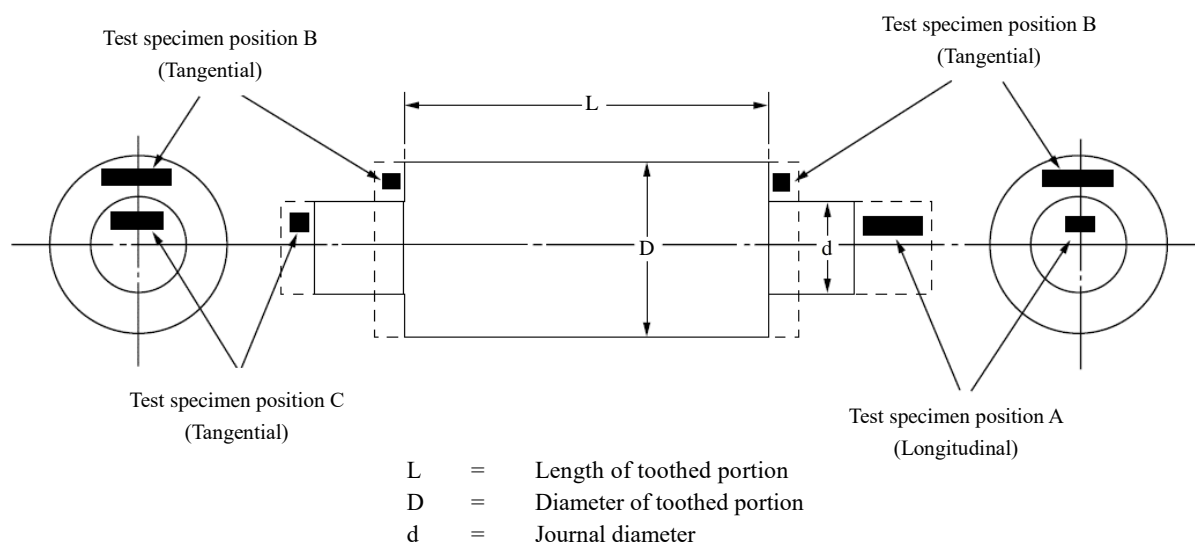 Test specimen position B
(Tangential)
Test specimen position B
(Tangential)
L
D
d
Test specimen position C
(Tangential)
Test specimen position A
(Longitudinal)
L = Length of toothed portion
D = Diameter of toothed portion
d = Journal diameter